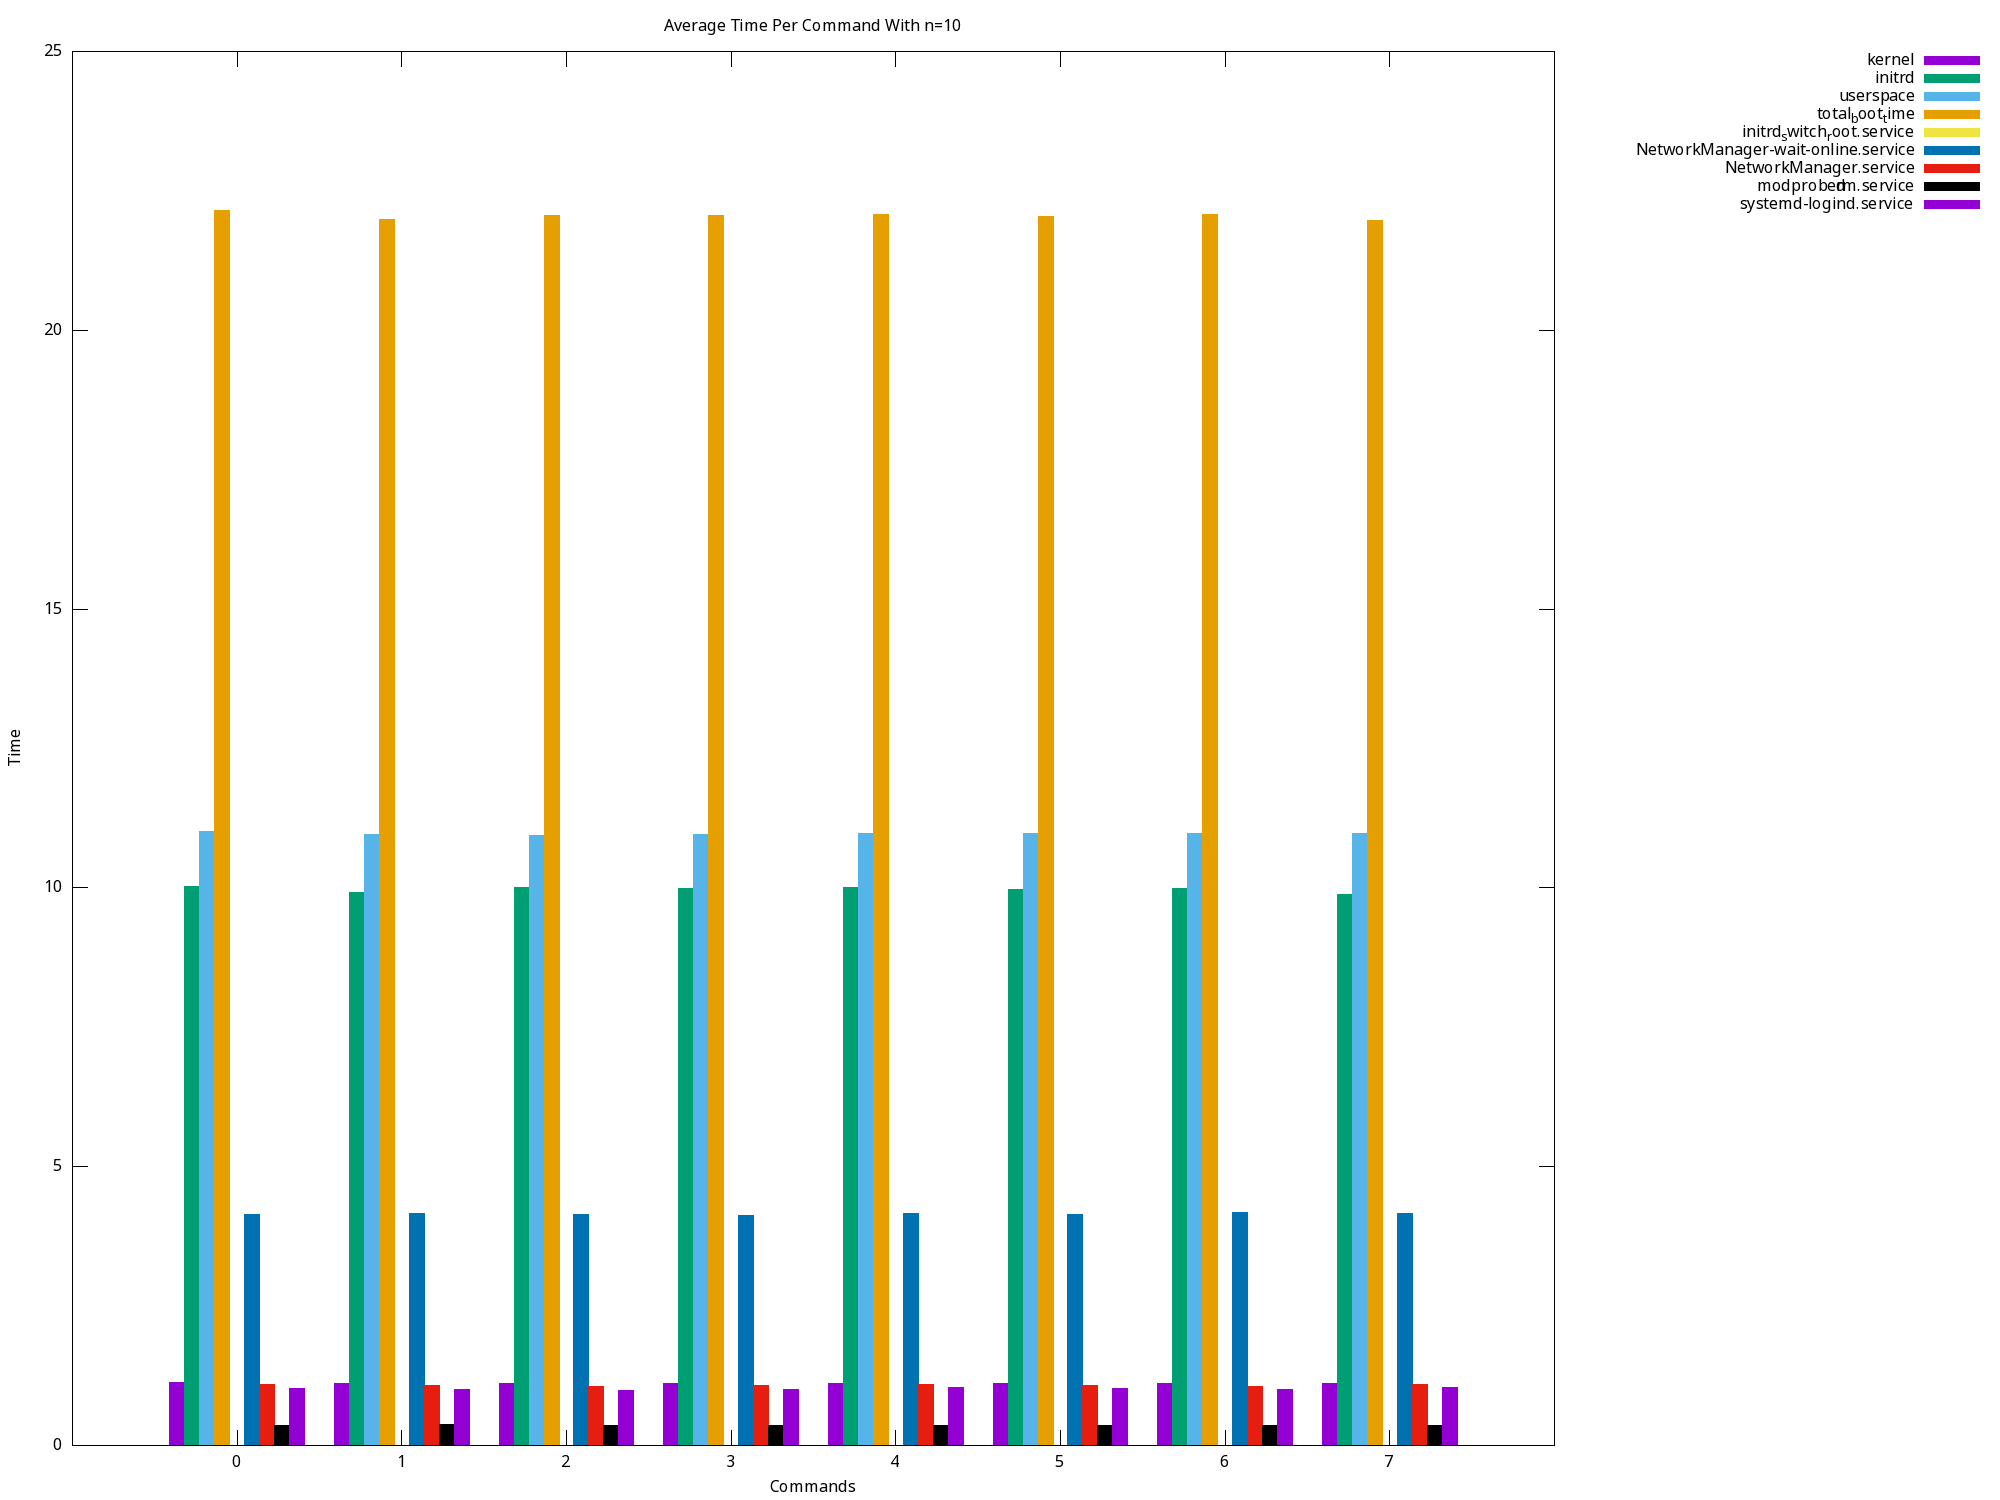 Average Time Per Command With n=10
25
20
15
10
5
0
Time
0 1 2 3 4 5 6 7
Commands
kernel
initrd
userspace
total_boot_time
initrd_switch_root.service
NetworkManager-wait-online.service
NetworkManager.service
modprobe_drm.service
systemd-logind.service